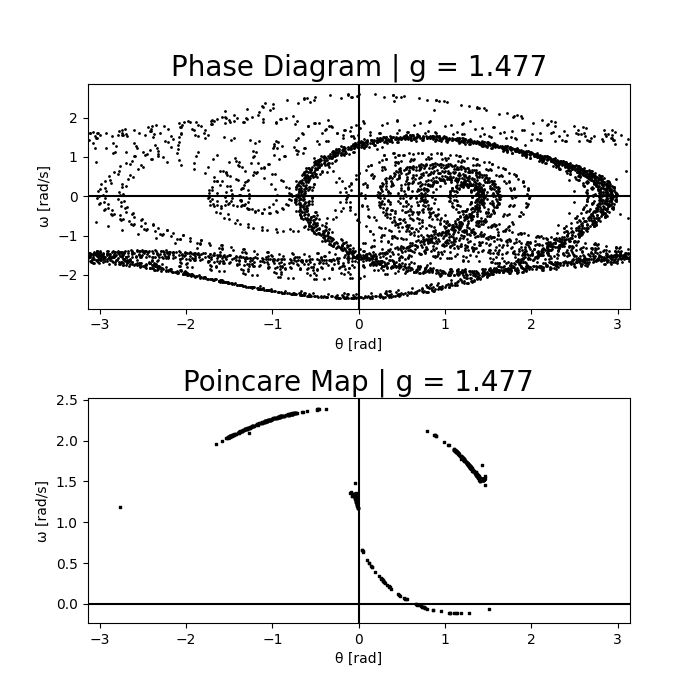 Phase Diagram | g = 1.477
2
1
0
−1
−2
ω [rad/s]
−3 −2 −1 0 1 2 3
θ [rad]
Poincare Map | g = 1.477
2.5
2.0
1.5
1.0
0.5
0.0
ω [rad/s]
−3 −2 −1 0 1 2 3
θ [rad]